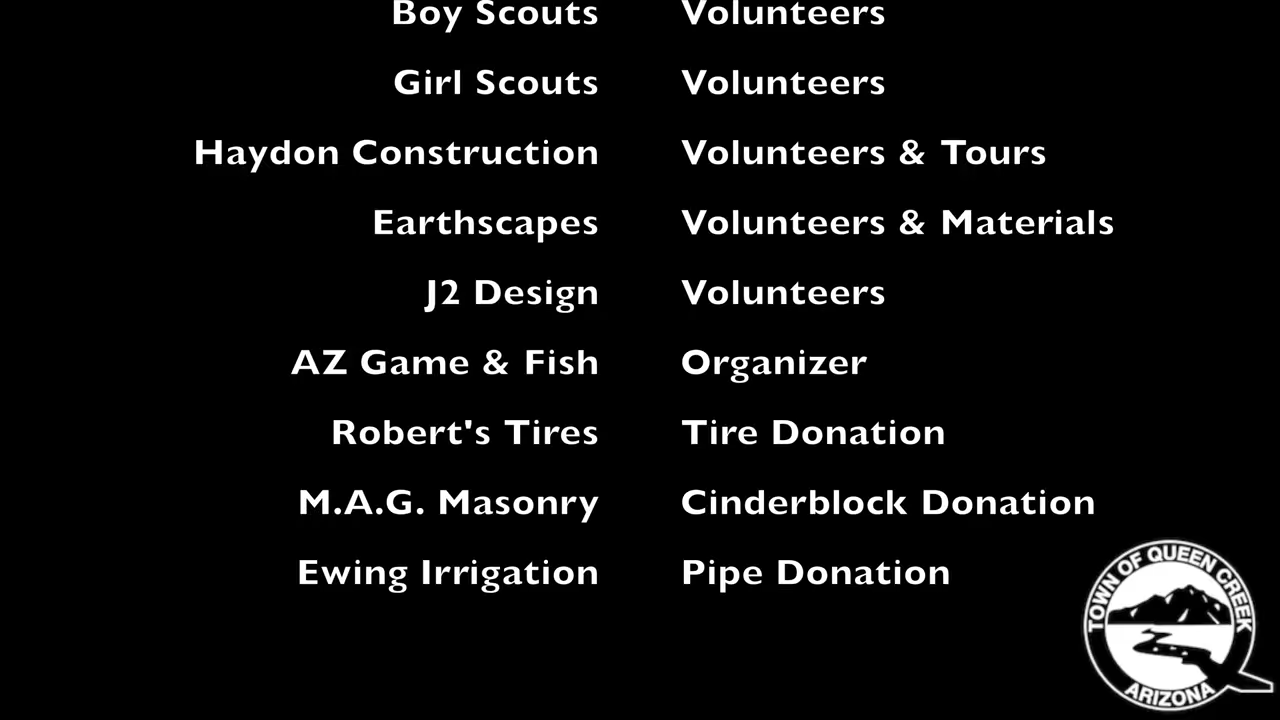 Boy Scouts Volunteers
Girl Scouts Volunteers
Haydon Construction Volunteers & Tours
Earthscapes Volunteers & Materials
J2 Design Volunteers
AZ Game & Fish Organizer
Robert's Tires Tire Donation
M.A.G. Masonry Cinderblock Donation
Ewing Irrigation Pipe Donation
TOWN OF QUEEN CREEK
ARIZONA